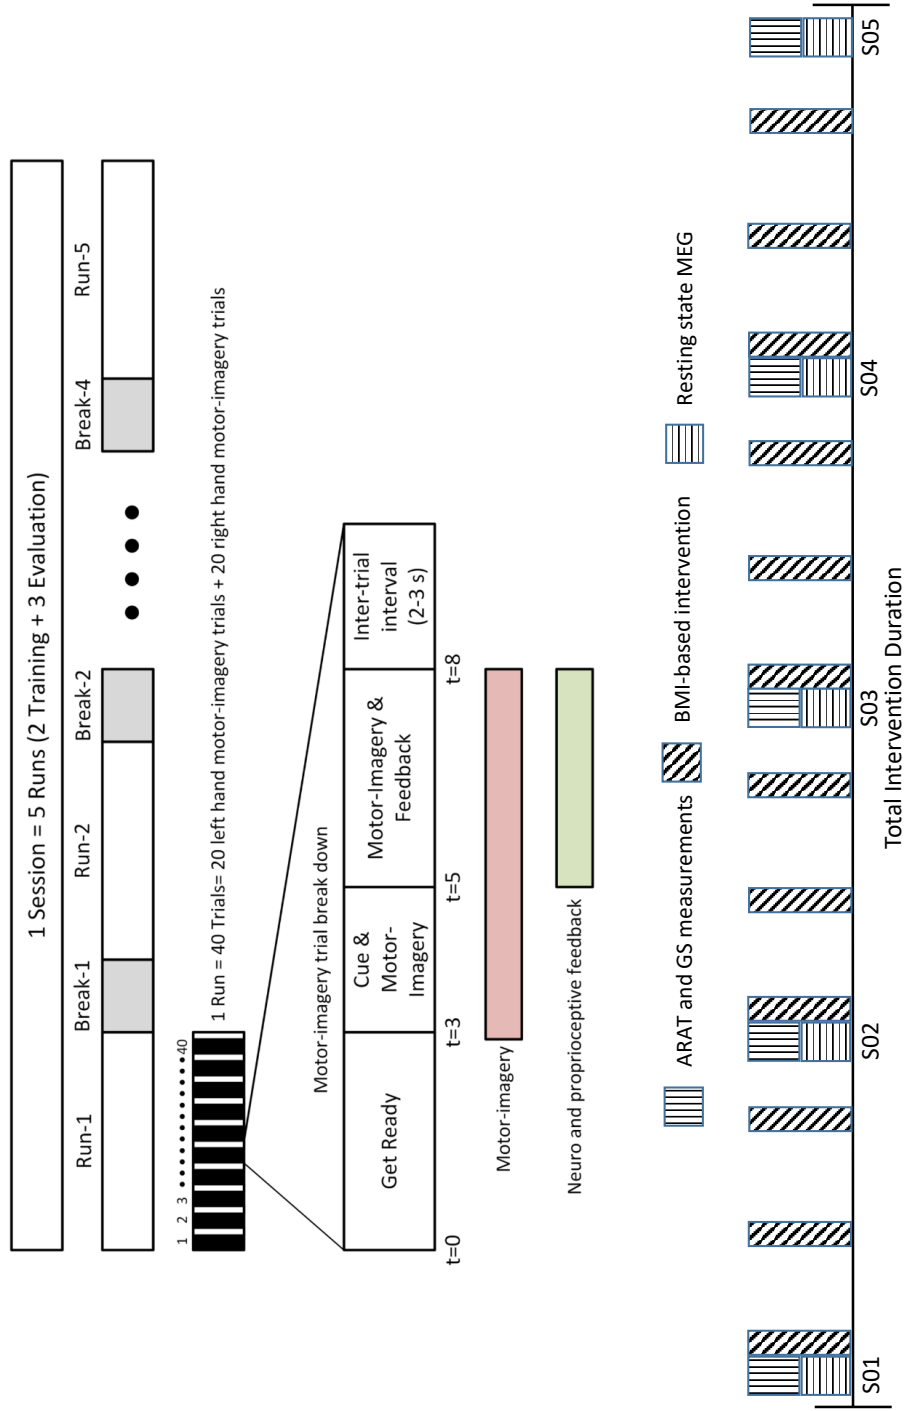 1 Session = 5 Runs (2 Training + 3 Evaluation)
Run-1
Break-1
Run-2
Break-2
Break-4
Run-5
1 2 3 40
1 Run = 40 Trials= 20 left hand motor-imagery trials + 20 right hand motor-imagery trials
Motor-imagery trial break down
Get Ready
Cue &
Motor-
Imagery
Motor-Imagery &
Feedback
Inter-trial
interval
(2-3 s)
t=0
t=3
t=5
t=8
Motor-imagery
Neuro and proprioceptive feedback
ARAT and GS measurements
BMI-based intervention
Resting state MEG
S01
S02
S03
S04
S05
Total Intervention Duration